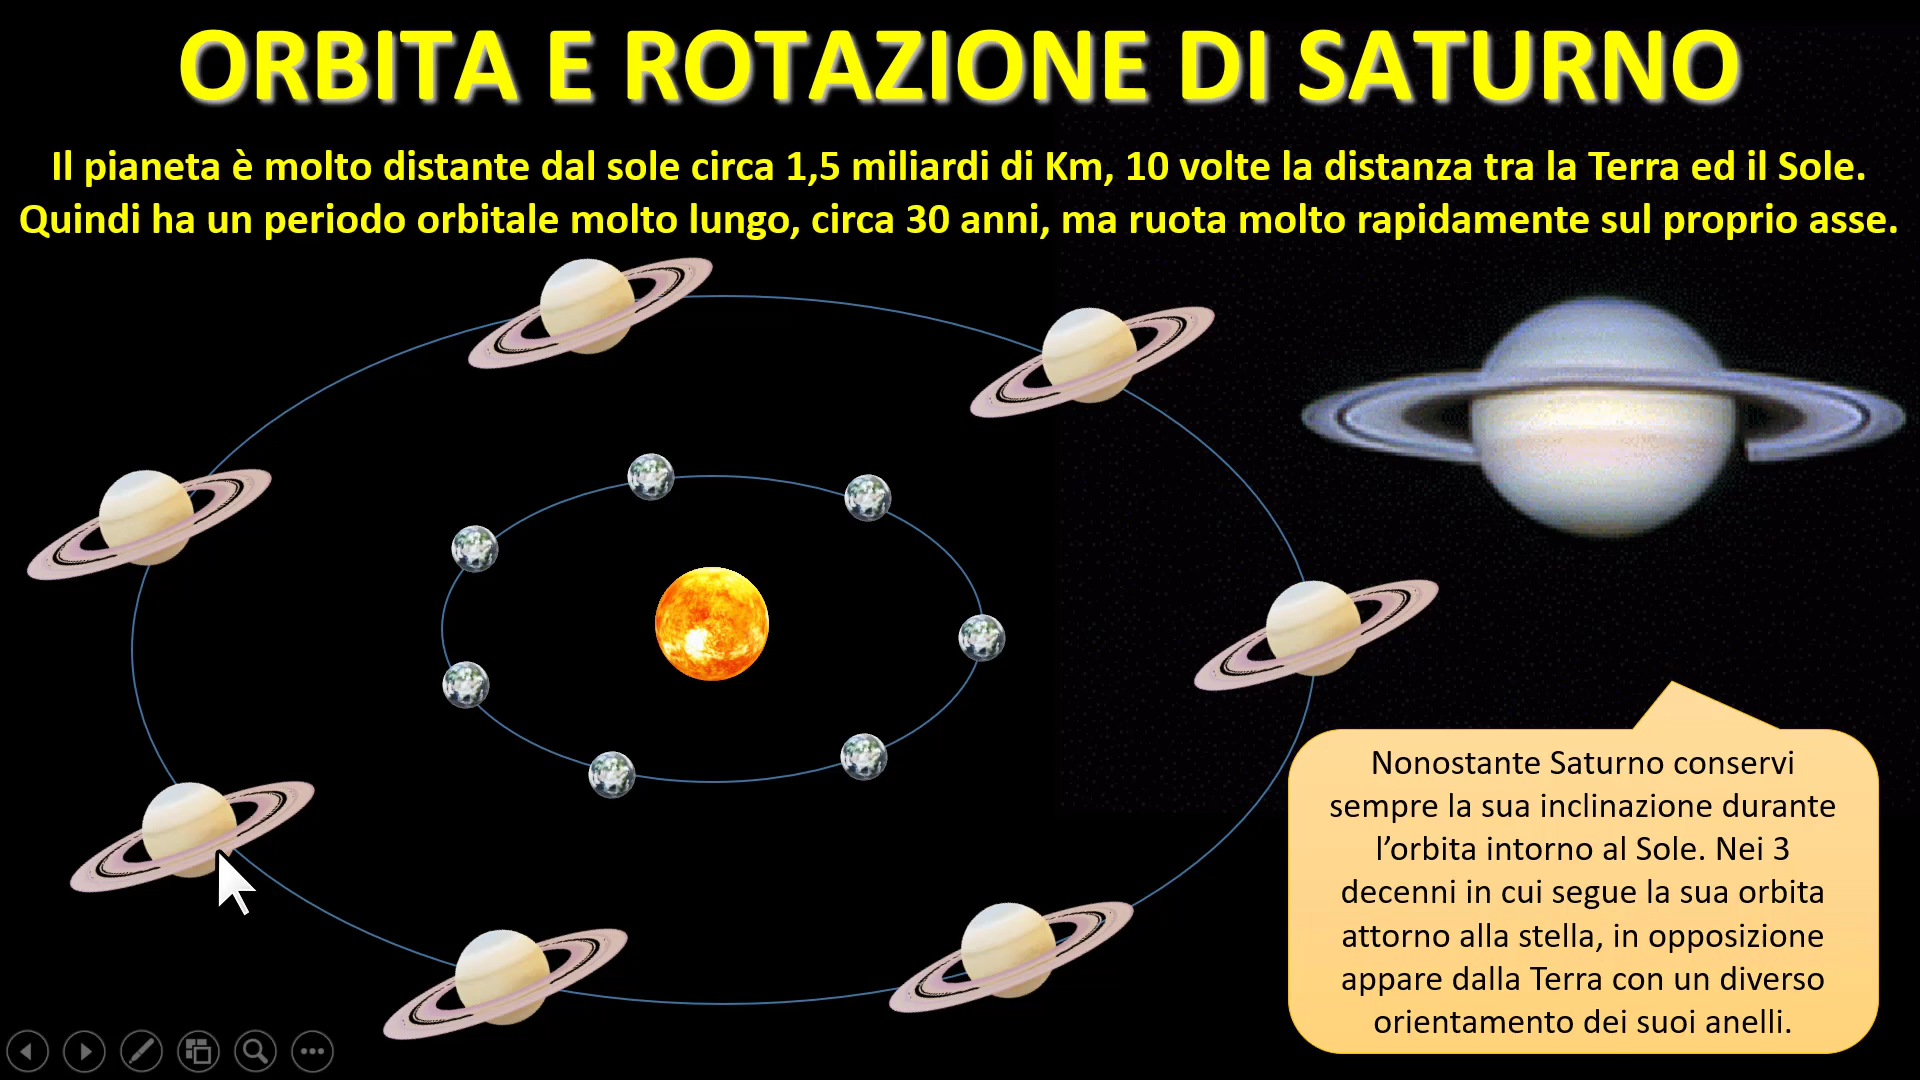 ORBITA E ROTAZIONE DI SATURNO
Il pianeta è molto distante dal sole circa 1,5 miliardi di Km, 10 volte la distanza tra la Terra ed il Sole.
Quindi ha un periodo orbitale molto lungo, circa 30 anni, ma ruota molto rapidamente sul proprio asse.
Nonostante Saturno conservi
sempre la sua inclinazione durante
l’orbita intorno al Sole. Nei 3
decenni in cui segue la sua orbita
attorno alla stella, in opposizione
appare dalla Terra con un diverso
orientamento dei suoi anelli.